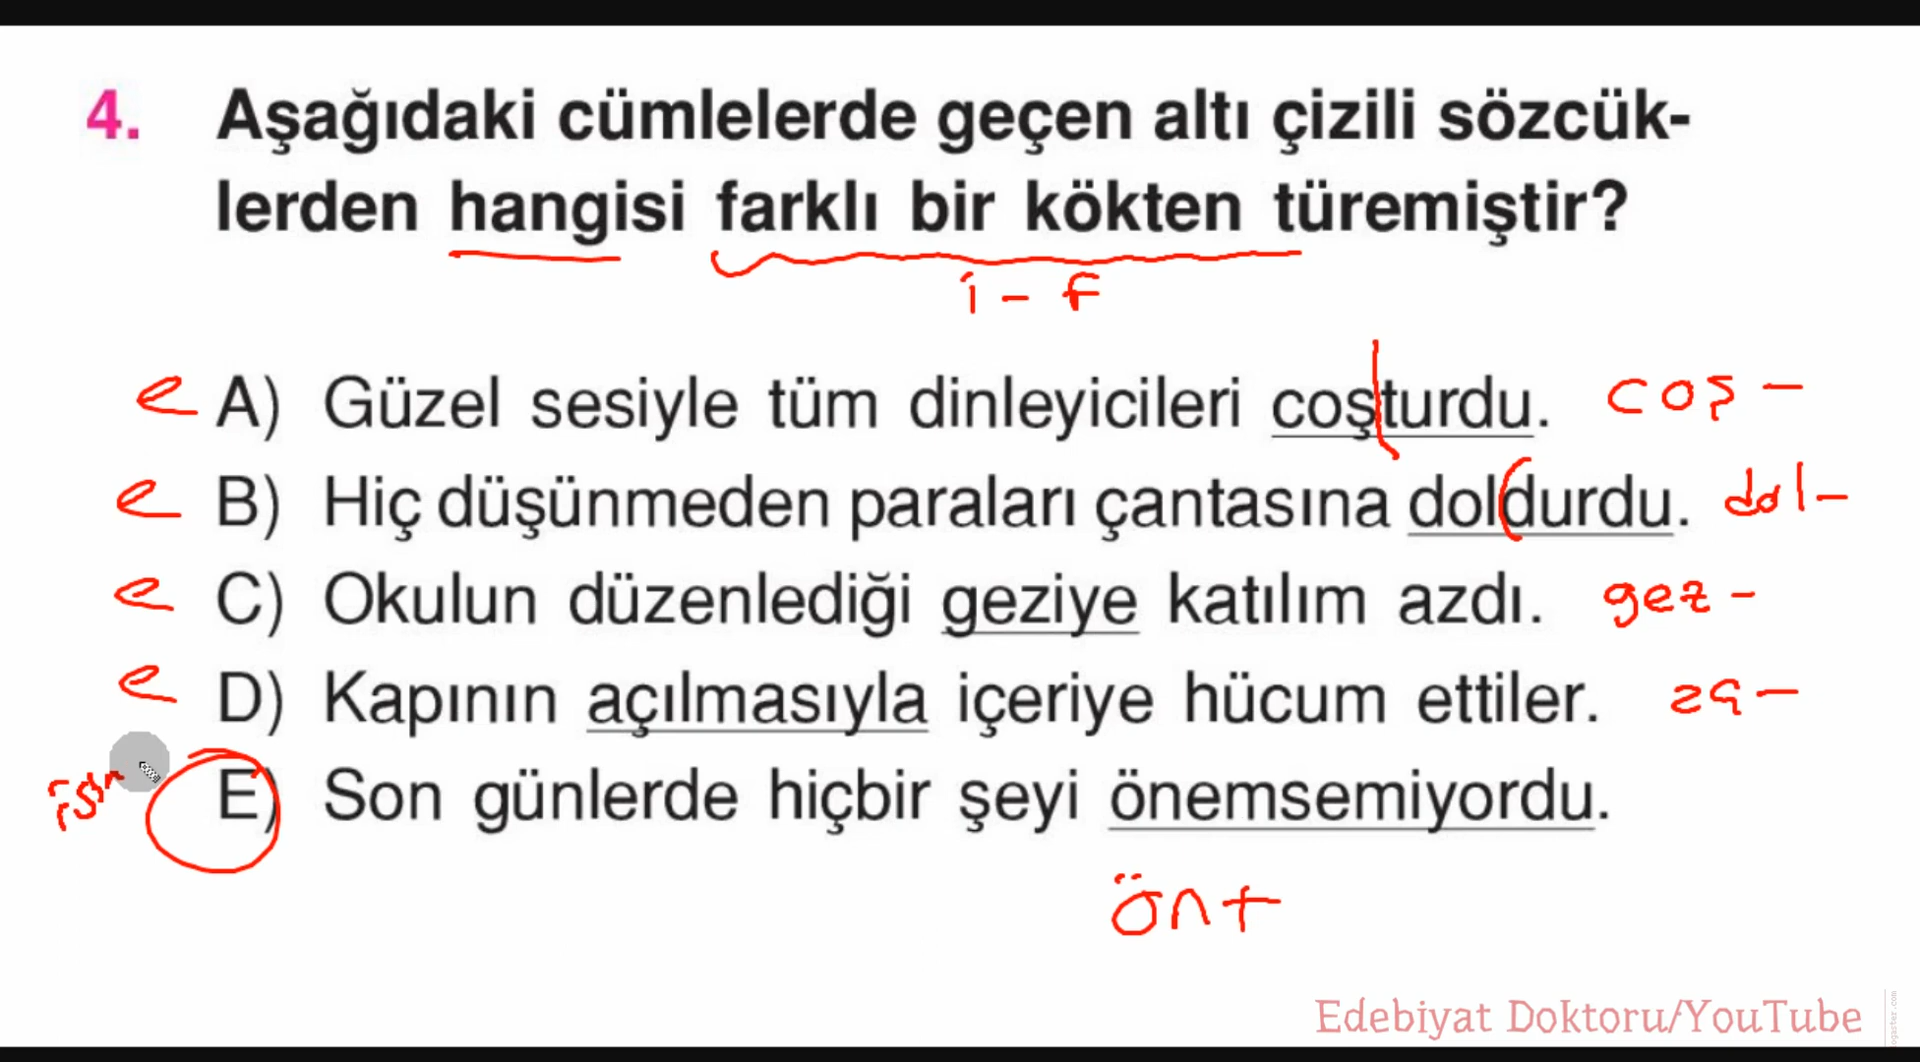 4. Aşağıdaki cümlelerde geçen altı çizili sözcük-
lerden hangisi farklı bir kökten türemiştir?
i - F
e A) Güzel sesiyle tüm dinleyicileri coşturdu. coş -
e B) Hiç düşünmeden paraları çantasına doldurdu. dol -
e C) Okulun düzenlediği geziye katılım azdı. gez -
e D) Kapının açılmasıyla içeriye hücum ettiler. aç -
E) Son günlerde hiçbir şeyi önemsemiyordu.
ön +
Edebiyat Doktoru/YouTube